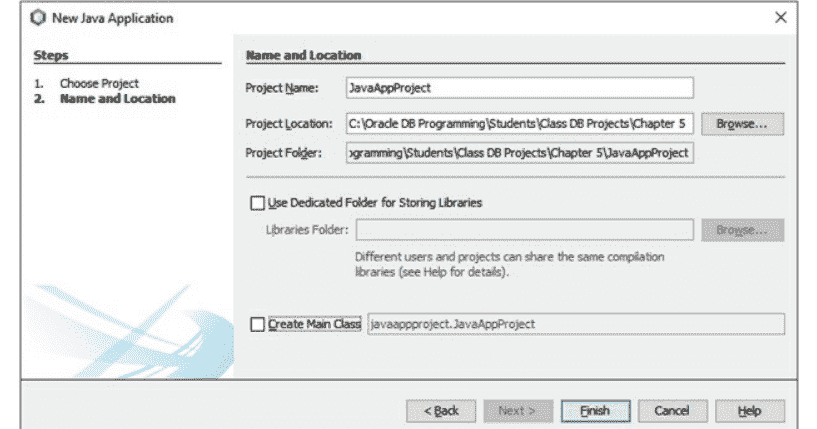 New Java Application
Steps
1. Choose Project
2. Name and Location
Name and Location
Project Name: JavaAppProject
Project Location: C:\Oracle DB Programming\Students\Class DB Projects\Chapter 5 Browse...
Project Folder: ogramming\Students\Class DB Projects\Chapter 5\JavaAppProject
Use Dedicated Folder for Storing Libraries
Libraries Folder: Browse...
Different users and projects can share the same compilation
libraries (see Help for details).
Create Main Class javaappproject.JavaAppProject
< Back Next > Finish Cancel Help